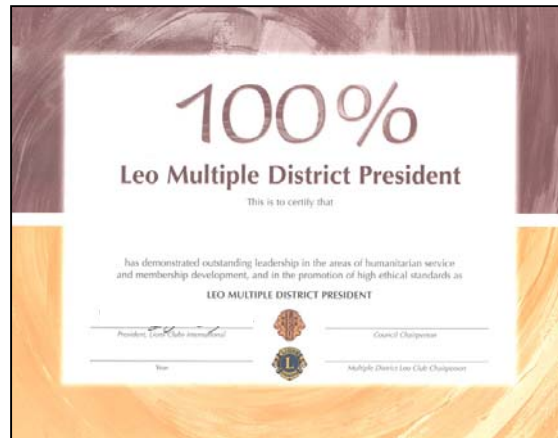 100%
Leo Multiple District President
This is to certify that
has demonstrated outstanding leadership in the areas of humanitarian service
and membership development, and in the promotion of high ethical standards as
LEO MULTIPLE DISTRICT PRESIDENT
President, Lions Clubs International
Council Chairperson
L
Year
Multiple District Leo Club Chairperson